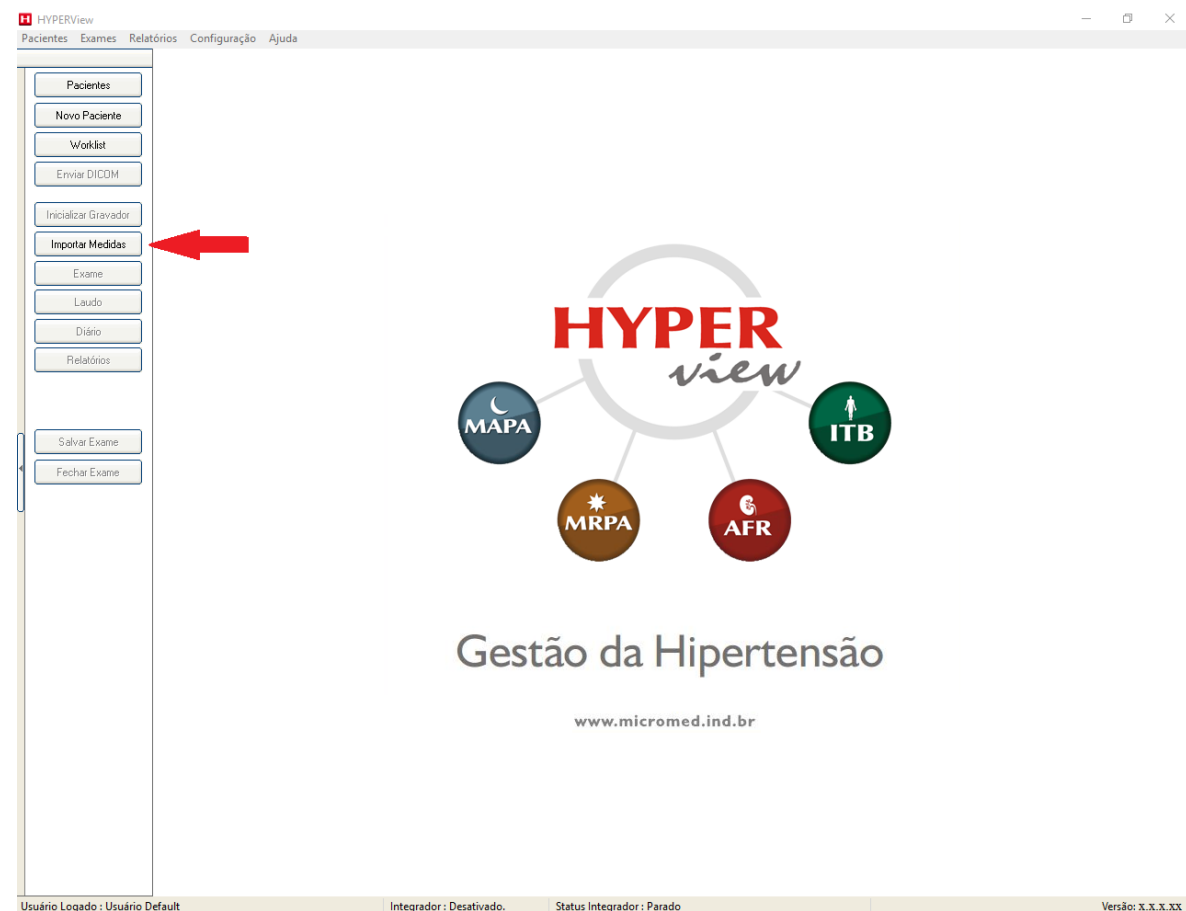 HYPERView
Pacientes Exames Relatórios Configuração Ajuda
Pacientes
Novo Paciente
Worklist
Enviar DICOM
Inicializar Gravador
Importar Medidas
Exame
Laudo
Diário
Relatórios
Salvar Exame
Fechar Exame
HYPER
view
MAPA
ITB
MRPA
AFR
Gestão da Hipertensão
www.micromed.ind.br
Usuário Logado : Usuário Default Integrador : Desativado. Status Integrador : Parado Versão: X.X.X.XX